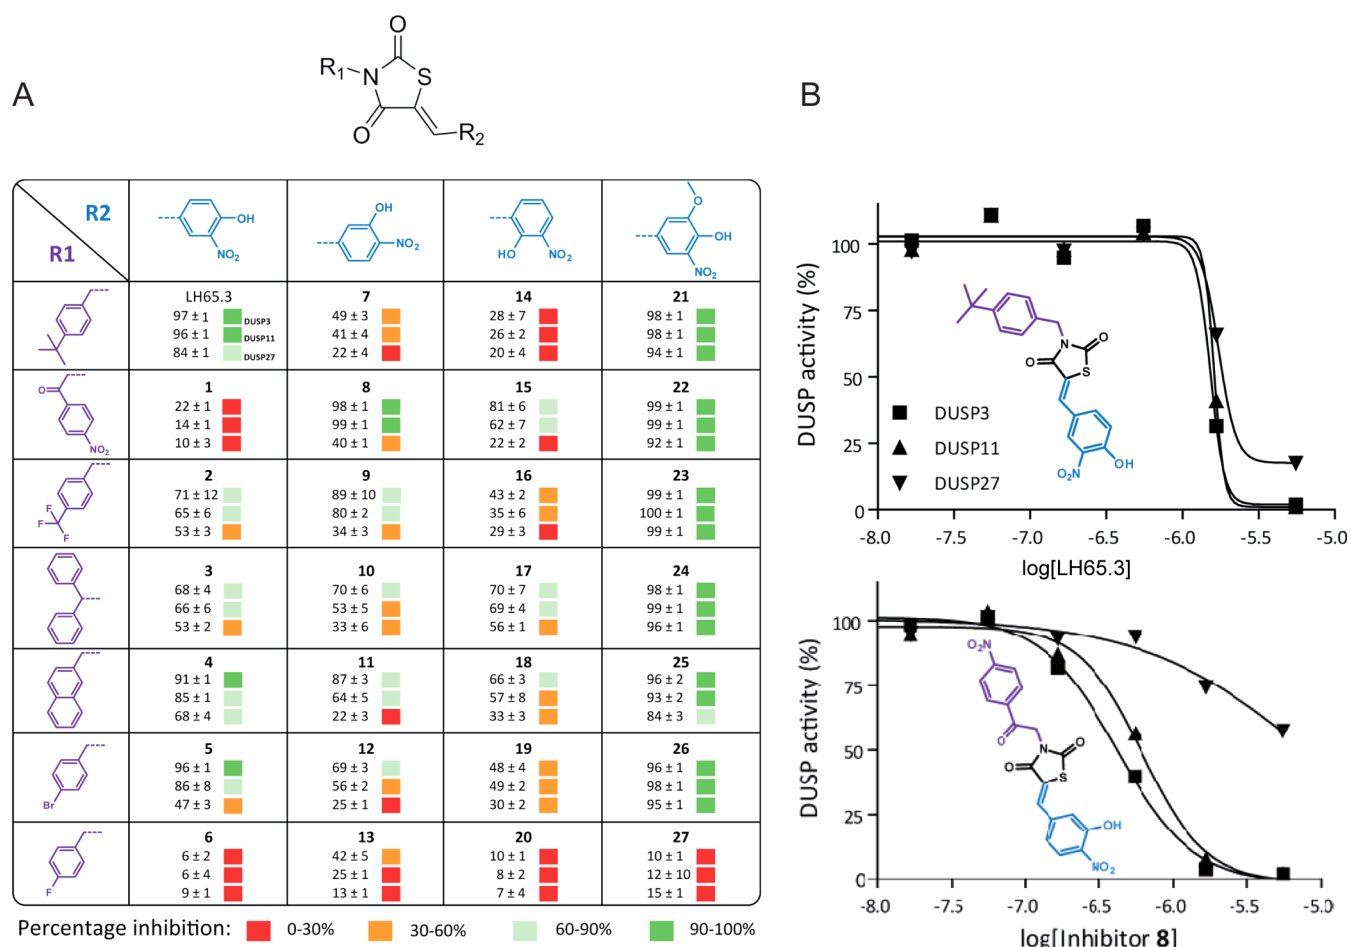 A
O
R1
N
S
O
R2
R2
R1
OH
NO2
OH
NO2
HO
NO2
O
OH
NO2
LH65.3
97 ± 1 DUSP3
96 ± 1 DUSP11
84 ± 1 DUSP27
7
49 ± 3
41 ± 4
22 ± 4
14
28 ± 7
26 ± 2
20 ± 4
21
98 ± 1
98 ± 1
94 ± 1
O
NO2
1
22 ± 1
14 ± 1
10 ± 3
8
98 ± 1
99 ± 1
40 ± 1
15
81 ± 6
62 ± 7
22 ± 2
22
99 ± 1
99 ± 1
92 ± 1
F
F
F
2
71 ± 12
65 ± 6
53 ± 3
9
89 ± 10
80 ± 2
34 ± 3
16
43 ± 2
35 ± 6
29 ± 3
23
99 ± 1
100 ± 1
99 ± 1
3
68 ± 4
66 ± 6
53 ± 2
10
70 ± 6
53 ± 5
33 ± 6
17
70 ± 7
69 ± 4
56 ± 1
24
98 ± 1
99 ± 1
96 ± 1
4
91 ± 1
85 ± 1
68 ± 4
11
87 ± 3
64 ± 5
22 ± 3
18
66 ± 3
57 ± 8
33 ± 3
25
96 ± 2
93 ± 2
84 ± 3
Br
5
96 ± 1
86 ± 8
47 ± 3
12
69 ± 3
56 ± 2
25 ± 1
19
48 ± 4
49 ± 2
30 ± 2
26
96 ± 1
98 ± 1
95 ± 1
F
6
6 ± 2
6 ± 4
9 ± 1
13
42 ± 5
25 ± 1
13 ± 1
20
10 ± 1
8 ± 2
7 ± 4
27
10 ± 1
12 ± 10
15 ± 1
Percentage inhibition: 0-30% 30-60% 60-90% 90-100%
B
DUSP activity (%)
100
75
50
25
0
N
O
O
S
O2N
OH
DUSP3
DUSP11
DUSP27
-8.0 -7.5 -7.0 -6.5 -6.0 -5.5 -5.0
log[LH65.3]
DUSP activity (%)
100
75
50
25
0
O2N
O
N
O
O
S
OH
NO2
-8.0 -7.5 -7.0 -6.5 -6.0 -5.5 -5.0
log[Inhibitor 8]